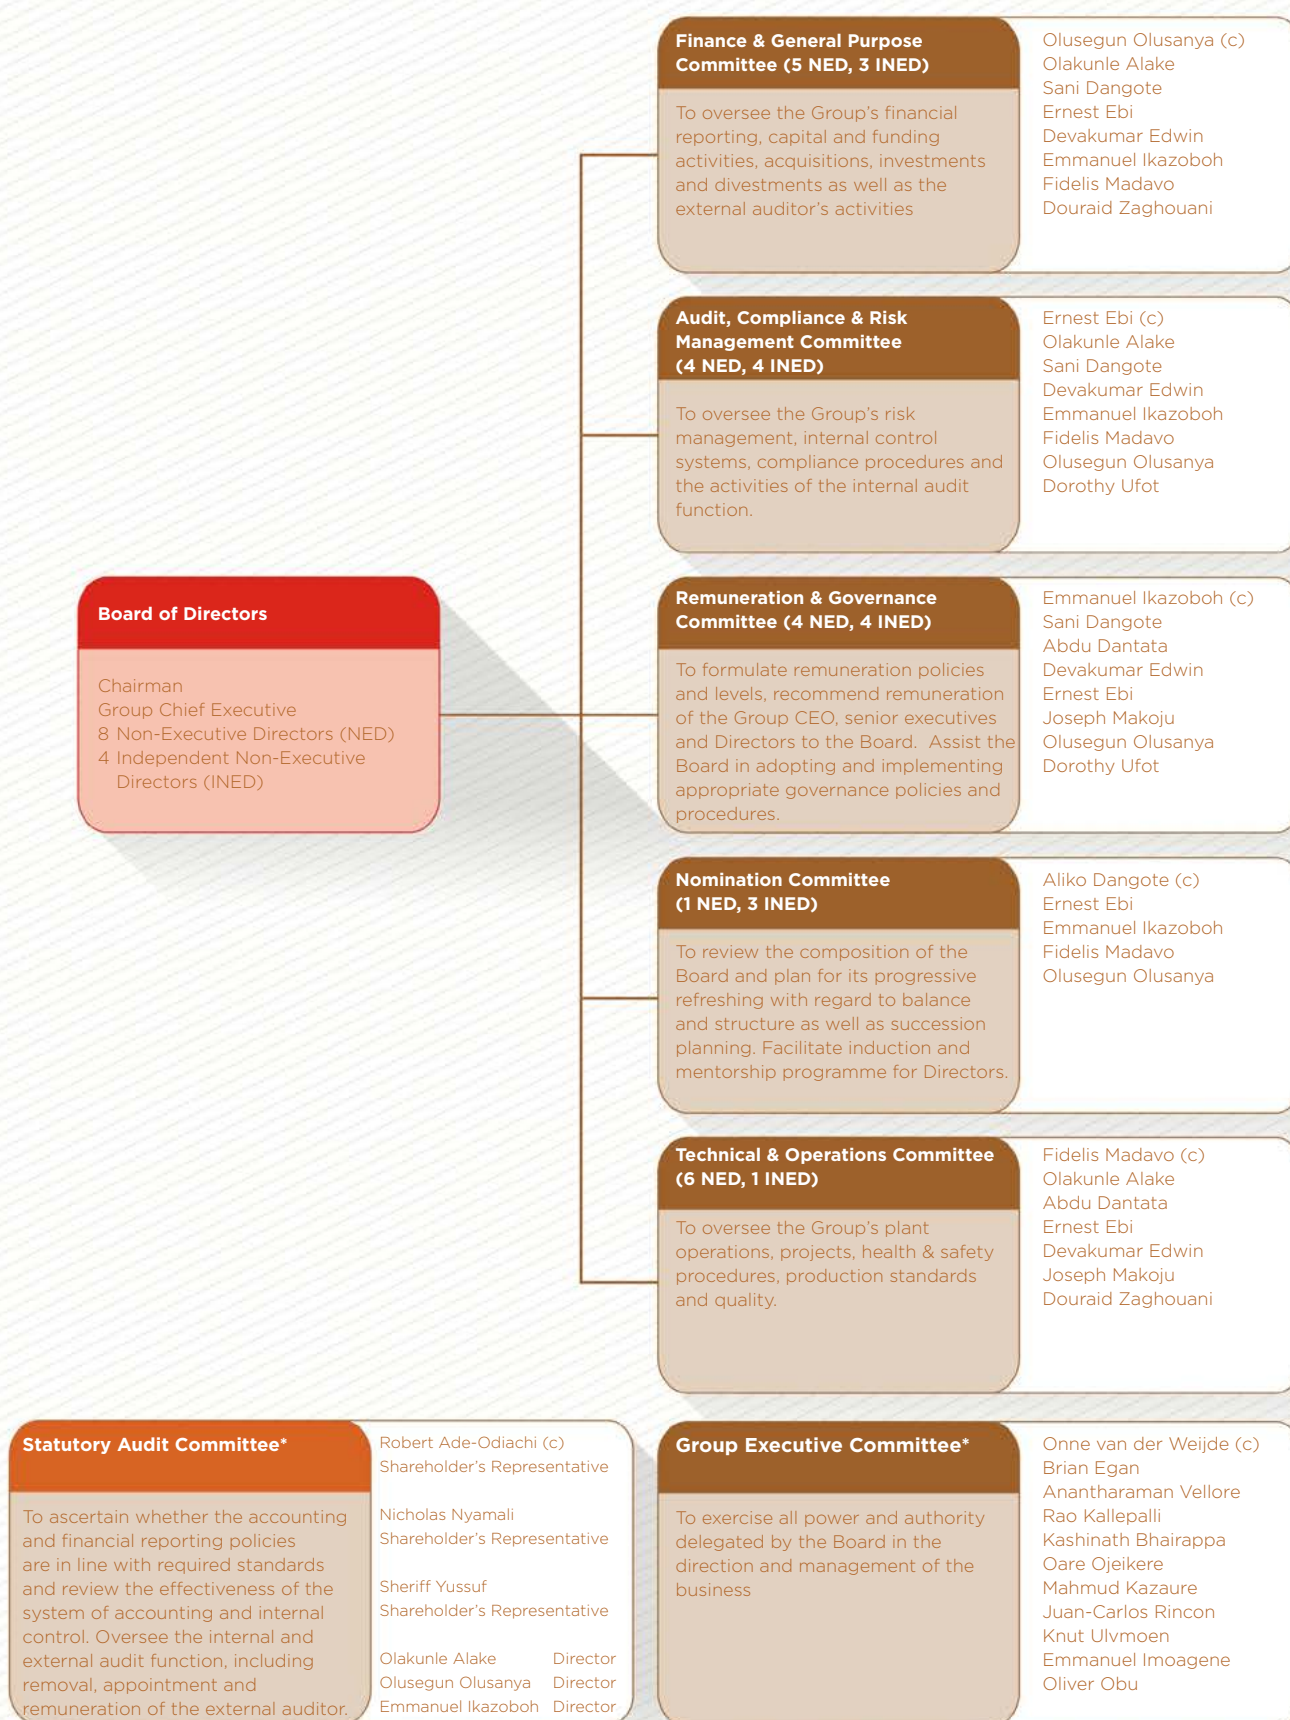 Finance & General Purpose
Committee (5 NED, 3 INED)
To oversee the Group's financial
reporting, capital and funding
activities, acquisitions, investments
and divestments as well as the
external auditor's activities
Olusegun Olusanya (c)
Olakunle Alake
Sani Dangote
Ernest Ebi
Devakumar Edwin
Emmanuel Ikazoboh
Fidelis Madavo
Douraid Zaghouani
Audit, Compliance & Risk
Management Committee
(4 NED, 4 INED)
To oversee the Group's risk
management, internal control
systems, compliance procedures and
the activities of the internal audit
function.
Ernest Ebi (c)
Olakunle Alake
Sani Dangote
Devakumar Edwin
Emmanuel Ikazoboh
Fidelis Madavo
Olusegun Olusanya
Dorothy Ufot
Board of Directors
Chairman
Group Chief Executive
8 Non-Executive Directors (NED)
4 Independent Non-Executive
Directors (INED)
Remuneration & Governance
Committee (4 NED, 4 INED)
To formulate remuneration policies
and levels, recommend remuneration
of the Group CEO, senior executives
and Directors to the Board. Assist the
Board in adopting and implementing
appropriate governance policies and
procedures.
Emmanuel Ikazoboh (c)
Sani Dangote
Abdu Dantata
Devakumar Edwin
Ernest Ebi
Joseph Makoju
Olusegun Olusanya
Dorothy Ufot
Nomination Committee
(1 NED, 3 INED)
To review the composition of the
Board and plan for its progressive
refreshing with regard to balance
and structure as well as succession
planning. Facilitate induction and
mentorship programme for Directors.
Aliko Dangote (c)
Ernest Ebi
Emmanuel Ikazoboh
Fidelis Madavo
Olusegun Olusanya
Technical & Operations Committee
(6 NED, 1 INED)
To oversee the Group's plant
operations, projects, health & safety
procedures, production standards
and quality.
Fidelis Madavo (c)
Olakunle Alake
Abdu Dantata
Ernest Ebi
Devakumar Edwin
Joseph Makoju
Douraid Zaghouani
Statutory Audit Committee*
To ascertain whether the accounting
and financial reporting policies
are in line with required standards
and review the effectiveness of the
system of accounting and internal
control. Oversee the internal and
external audit function, including
removal, appointment and
remuneration of the external auditor.
Robert Ade-Odiachi (c)
Shareholder's Representative
Nicholas Nyamali
Shareholder's Representative
Sheriff Yussuf
Shareholder's Representative
Olakunle Alake Director
Olusegun Olusanya Director
Emmanuel Ikazoboh Director
Group Executive Committee*
To exercise all power and authority
delegated by the Board in the
direction and management of the
business
Onne van der Weijde (c)
Brian Egan
Anantharaman Vellore
Rao Kallepalli
Kashinath Bhairappa
Oare Ojeikere
Mahmud Kazaure
Juan-Carlos Rincon
Knut Ulvmoen
Emmanuel Imoagene
Oliver Obu